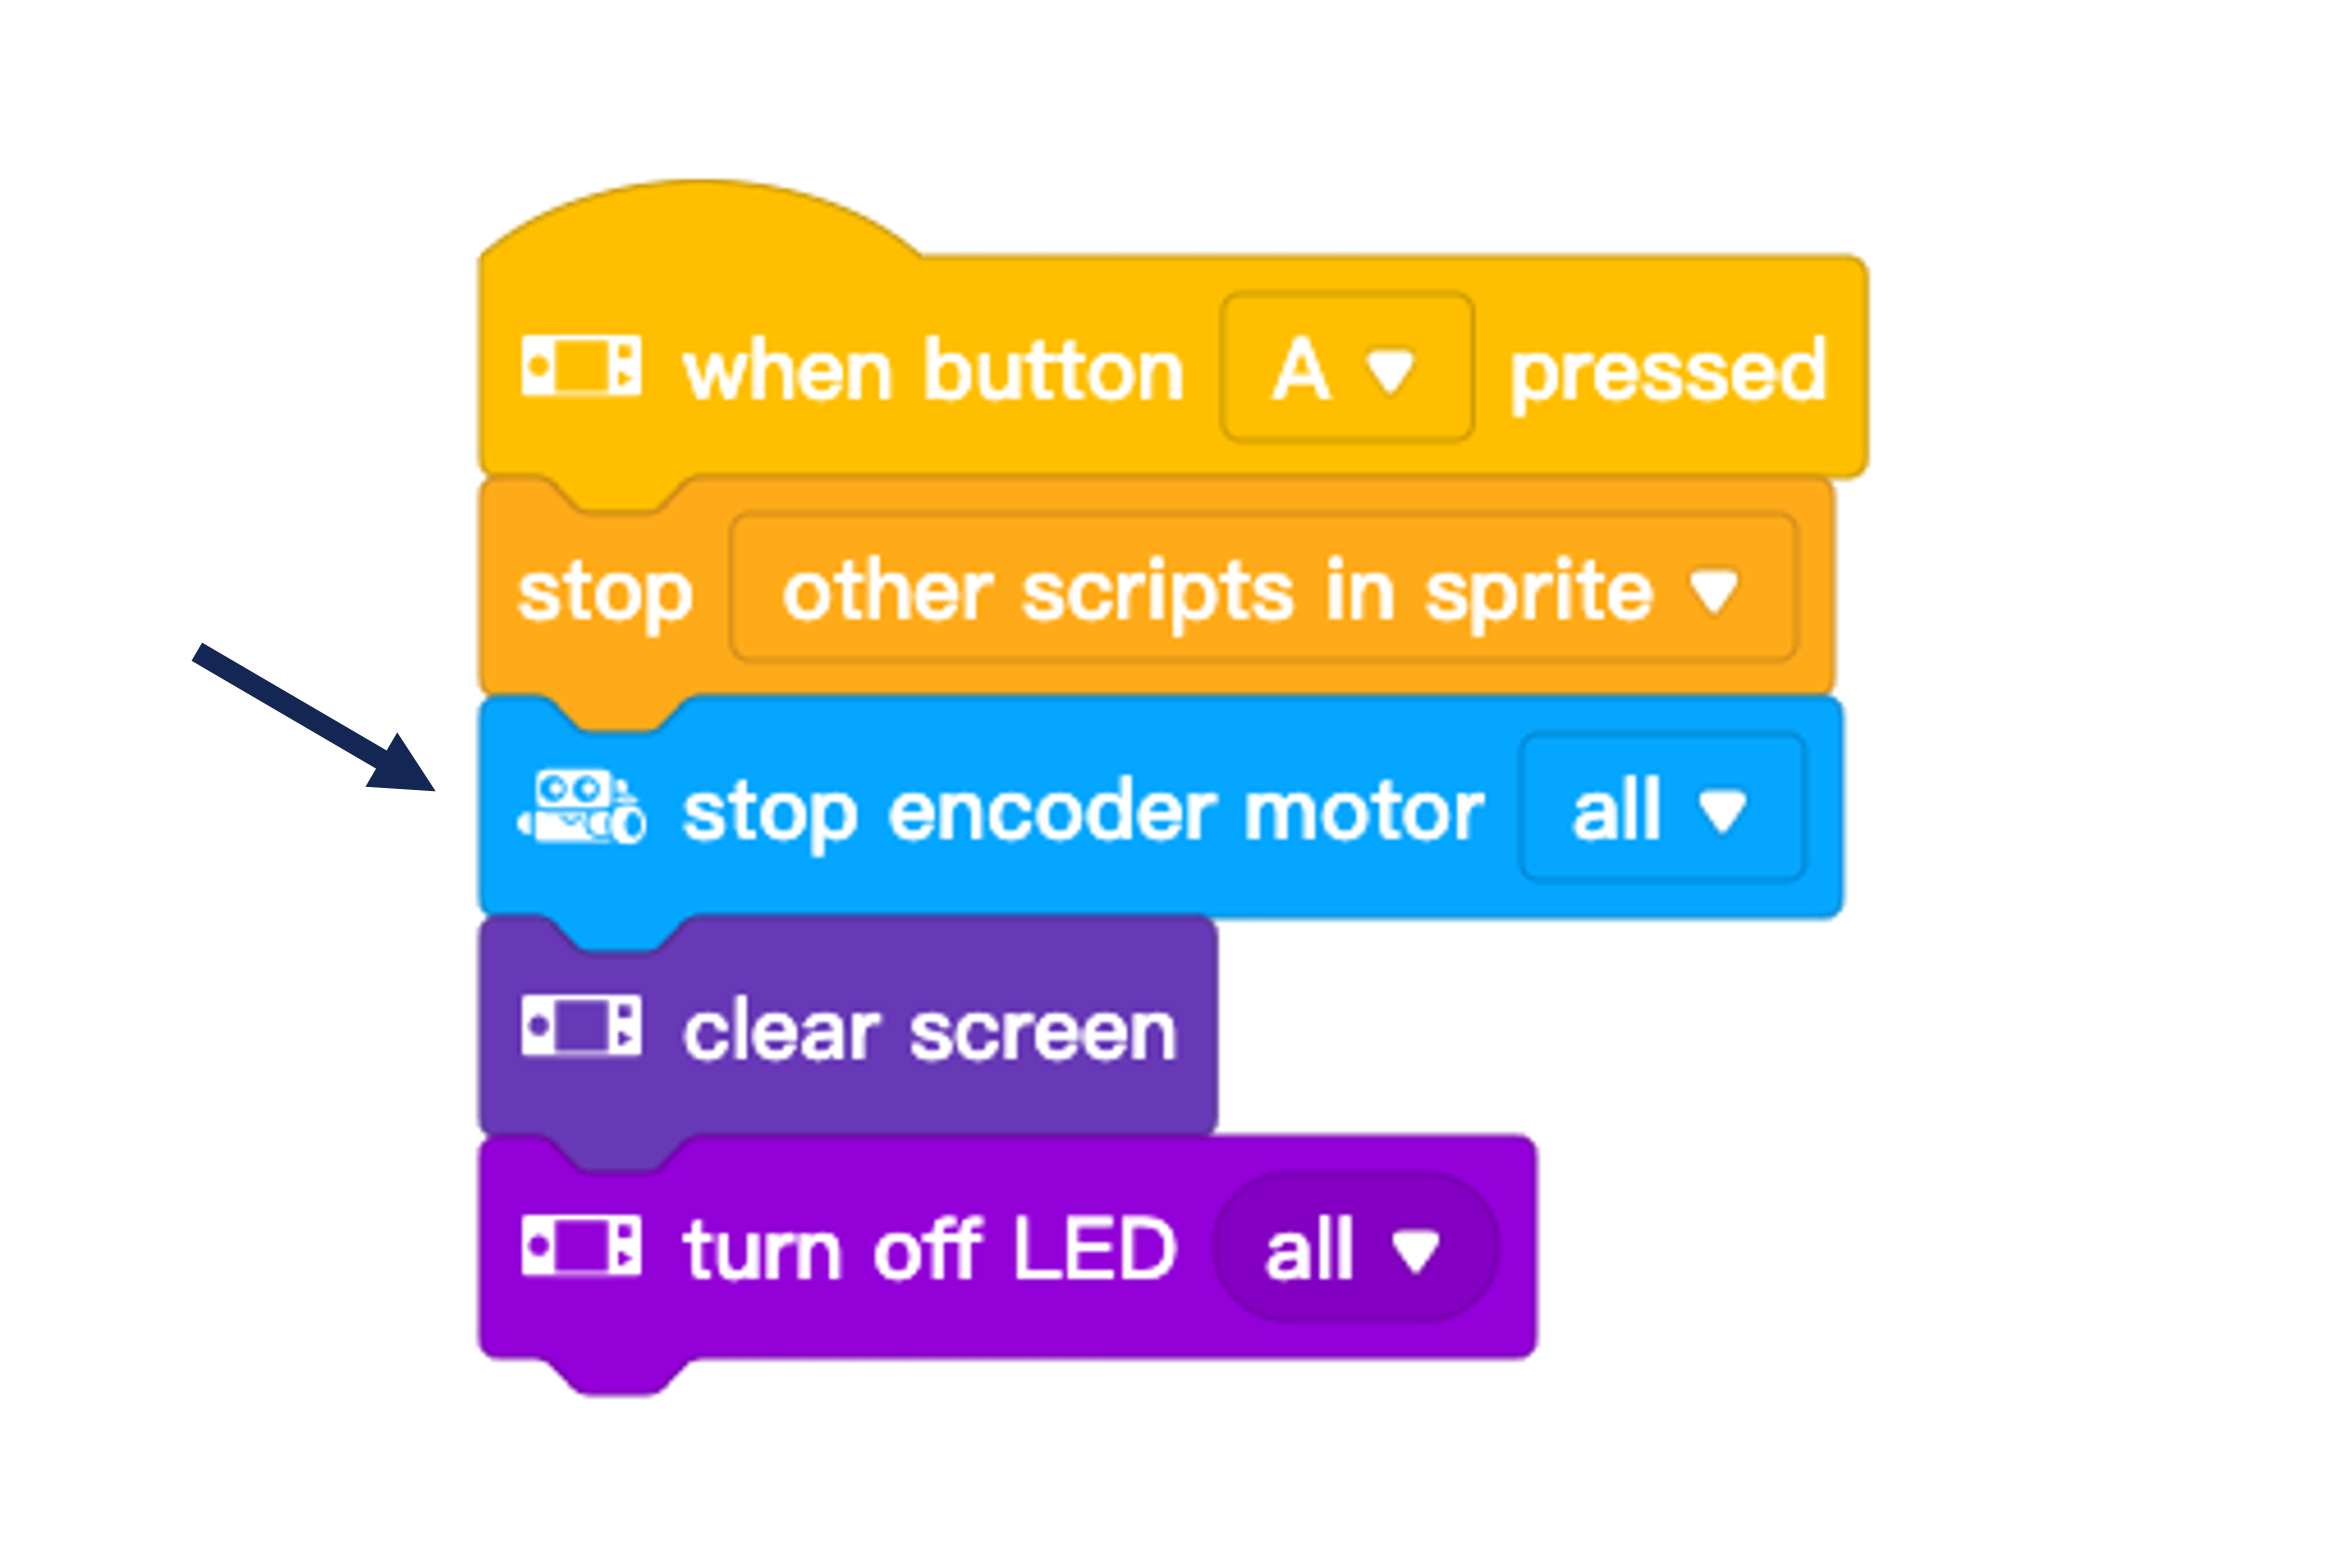 when button A pressed
stop other scripts in sprite
stop encoder motor all
clear screen
turn off LED all